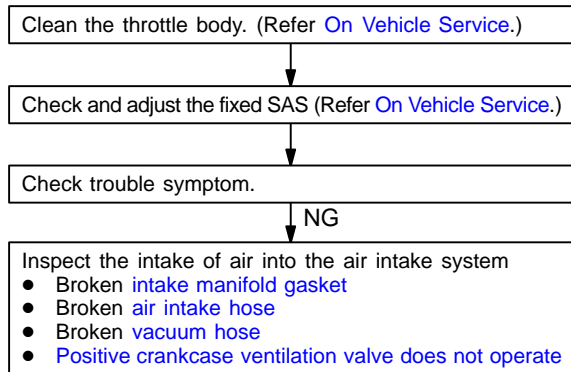 Clean the throttle body. (Refer On Vehicle Service.)
Check and adjust the fixed SAS (Refer On Vehicle Service.)
Check trouble symptom.
NG
Inspect the intake of air into the air intake system
● Broken intake manifold gasket
● Broken air intake hose
● Broken vacuum hose
● Positive crankcase ventilation valve does not operate